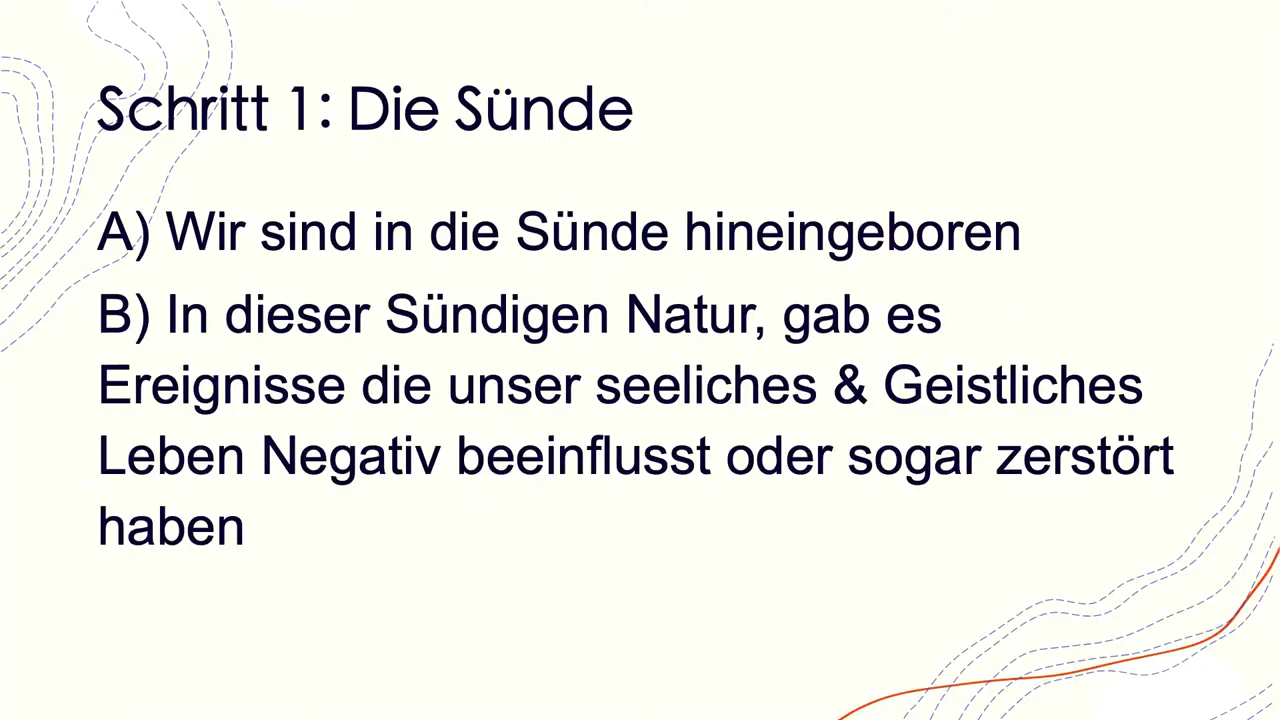 Schritt 1: Die Sünde
A) Wir sind in die Sünde hineingeboren
B) In dieser Sündigen Natur, gab es
Ereignisse die unser seeliches & Geistliches
Leben Negativ beeinflusst oder sogar zerstört
haben